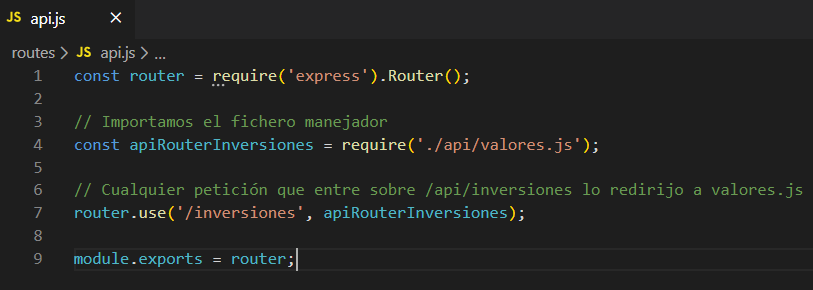 JS api.js ×
routes > JS api.js > ...
1 const router = require('express').Router();
2
3 // Importamos el fichero manejador
4 const apiRouterInversiones = require('./api/valores.js');
5
6 // Cualquier petición que entre sobre /api/inversiones lo redirijo a valores.js
7 router.use('/inversiones', apiRouterInversiones);
8
9 module.exports = router;